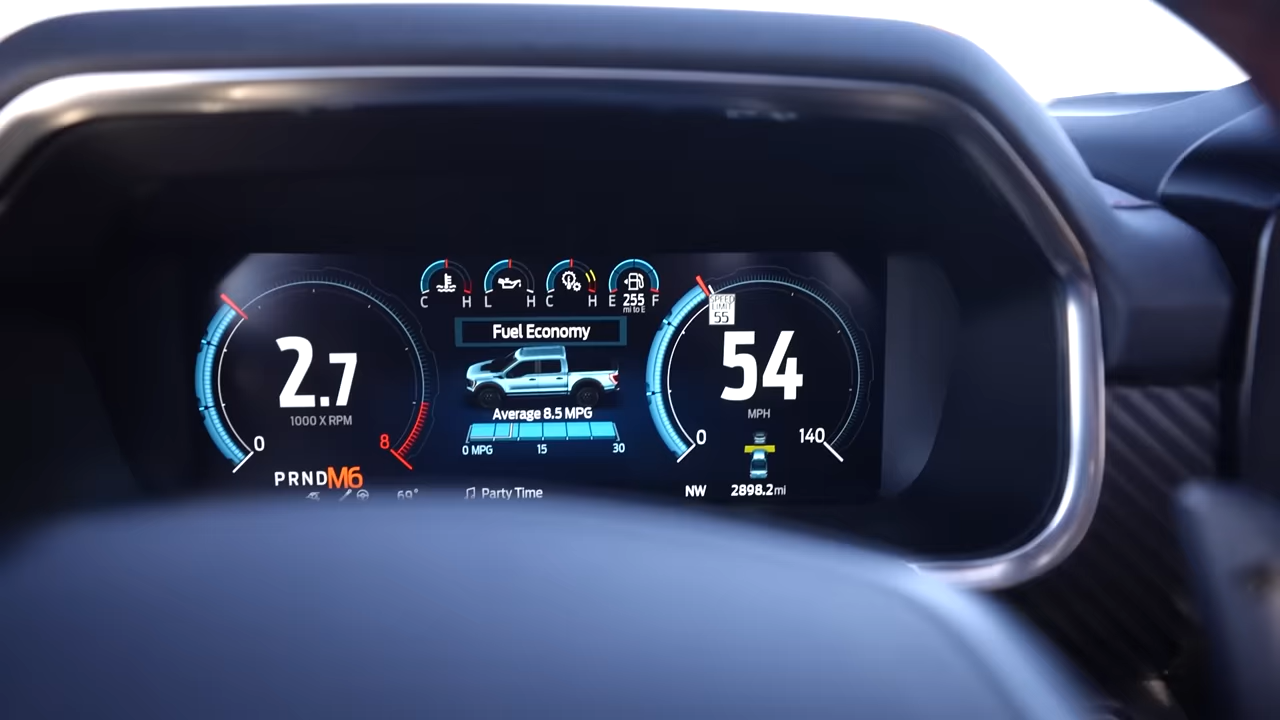 C H L H C H E 255 F
mi to E
SPEED
LIMIT
55
Fuel Economy
2.7
1000 X RPM
0
8
PRNDM6
69°
Average 8.5 MPG
0 MPG 15 30
Party Time
54
MPH
0
140
NW 2898.2mi